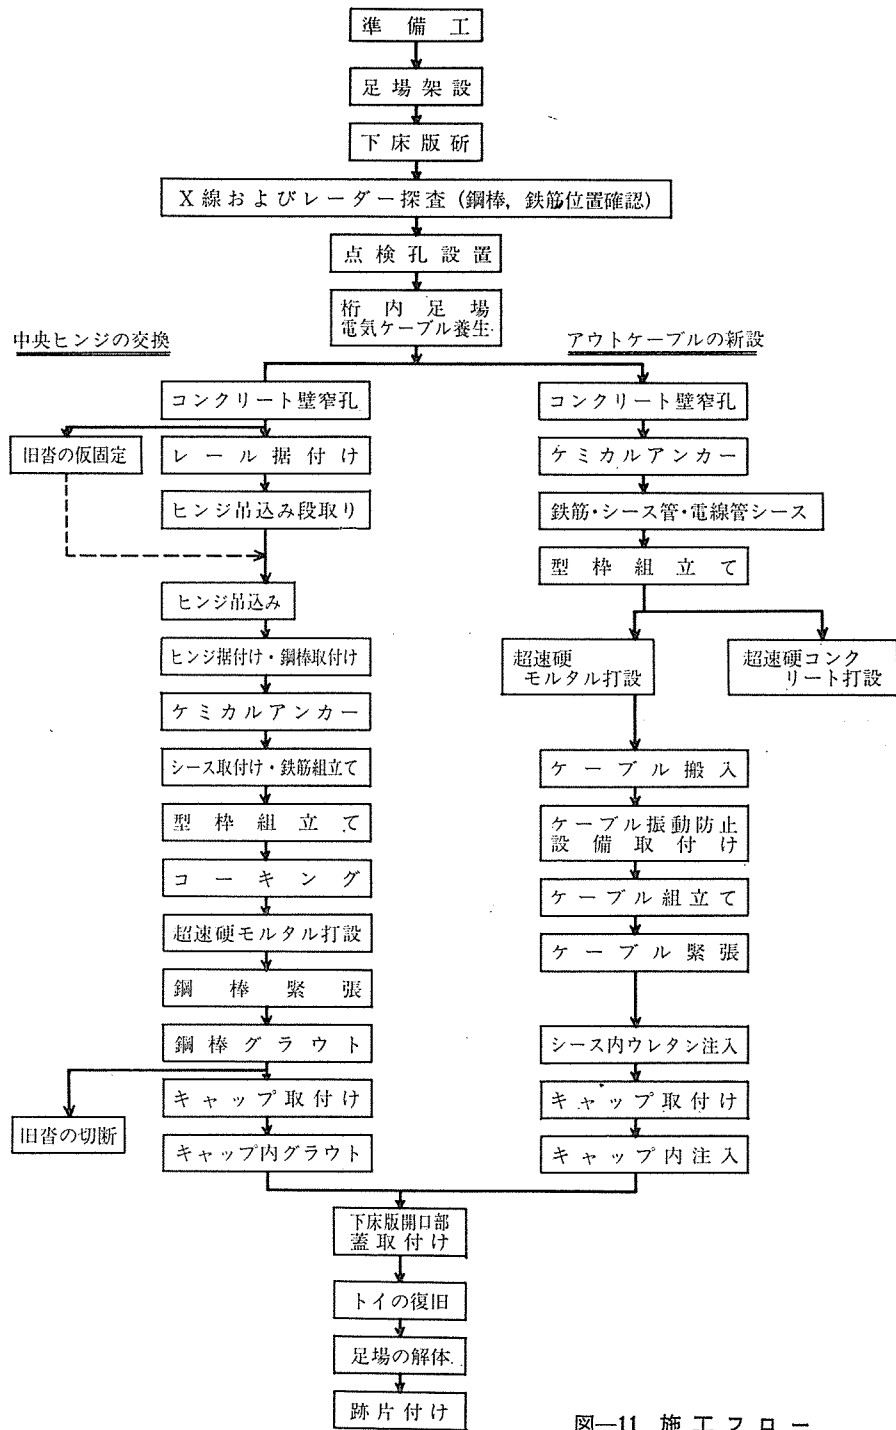 準備工
足場架設
下床版斫
X線およびレーダー探査(鋼棒, 鉄筋位置確認)
点検孔設置
桁内足場
電気ケーブル養生
中央ヒンジの交換
アウトケーブルの新設
コンクリート壁窄孔
旧沓の仮固定
レール据付け
ヒンジ吊込み段取り
ヒンジ吊込み
ヒンジ据付け・鋼棒取付け
ケミカルアンカー
シース取付け・鉄筋組立て
型枠組立て
コーキング
超速硬モルタル打設
鋼棒緊張
鋼棒グラウト
旧沓の切断
キャップ取付け
キャップ内グラウト
コンクリート壁窄孔
ケミカルアンカー
鉄筋・シース管・電線管シース
型枠組立て
超速硬
モルタル打設
超速硬コンク
リート打設
ケーブル搬入
ケーブル振動防止
設備取付け
ケーブル組立て
ケーブル緊張
シース内ウレタン注入
キャップ取付け
キャップ内注入
下床版開口部
蓋取付け
トイの復旧
足場の解体
跡片付け
図—11 施工フロー